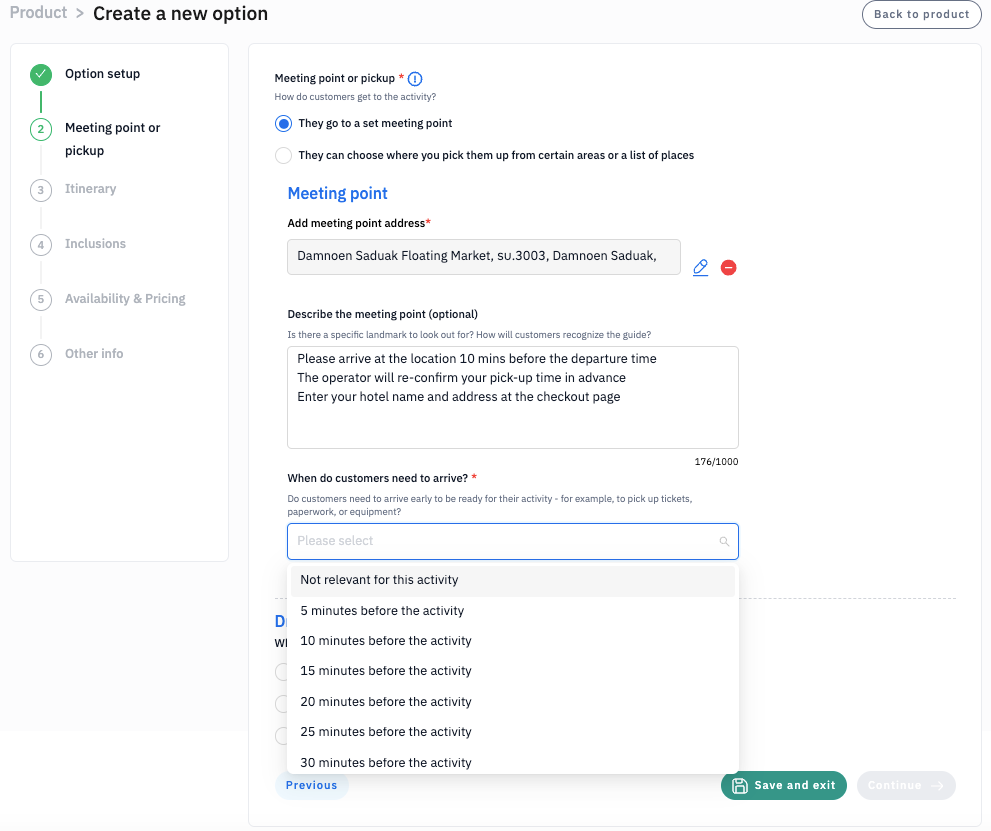 Product > Create a new option
Back to product
Option setup
2
Meeting point or
pickup
3
Itinerary
4
Inclusions
5
Availability & Pricing
6
Other info
Meeting point or pickup *
How do customers get to the activity?
They go to a set meeting point
They can choose where you pick them up from certain areas or a list of places
Meeting point
Add meeting point address*
Damnoen Saduak Floating Market, รบ.3003, Damnoen Saduak,
Describe the meeting point (optional)
Is there a specific landmark to look out for? How will customers recognize the guide?
Please arrive at the location 10 mins before the departure time
The operator will re-confirm your pick-up time in advance
Enter your hotel name and address at the checkout page
176/1000
When do customers need to arrive? *
Do customers need to arrive early to be ready for their activity - for example, to pick up tickets,
paperwork, or equipment?
Please select
Not relevant for this activity
5 minutes before the activity
10 minutes before the activity
15 minutes before the activity
20 minutes before the activity
25 minutes before the activity
30 minutes before the activity
Previous
Save and exit
Continue →